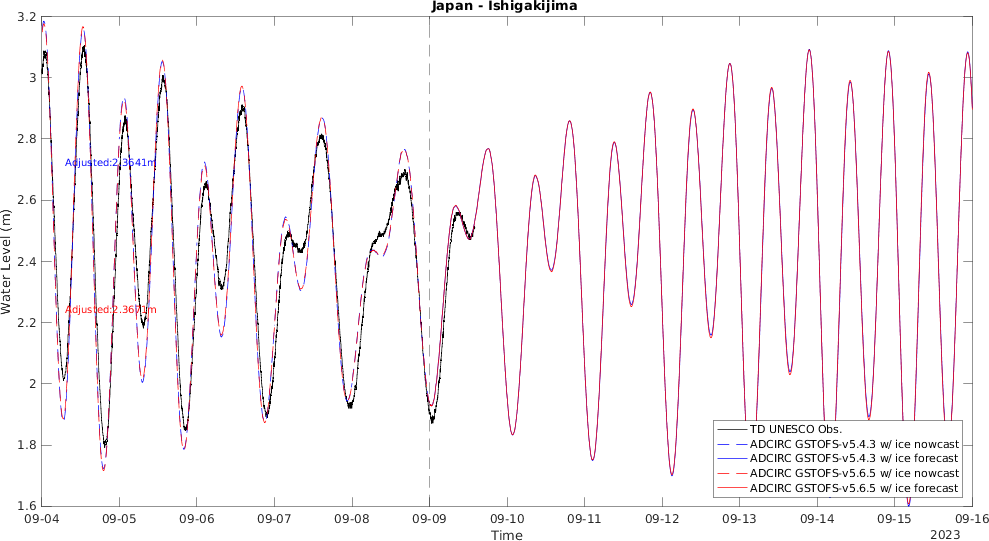 Japan - Ishigakijima
Water Level (m)
3.2
3
2.8
2.6
2.4
2.2
2
1.8
1.6
Adjusted:2.3641m
Adjusted:2.3671m
TD UNESCO Obs.
ADCIRC GSTOFS-v5.4.3 w/ ice nowcast
ADCIRC GSTOFS-v5.4.3 w/ ice forecast
ADCIRC GSTOFS-v5.6.5 w/ ice nowcast
ADCIRC GSTOFS-v5.6.5 w/ ice forecast
09-04 09-05 09-06 09-07 09-08 09-09 09-10 09-11 09-12 09-13 09-14 09-15 09-16
Time
2023